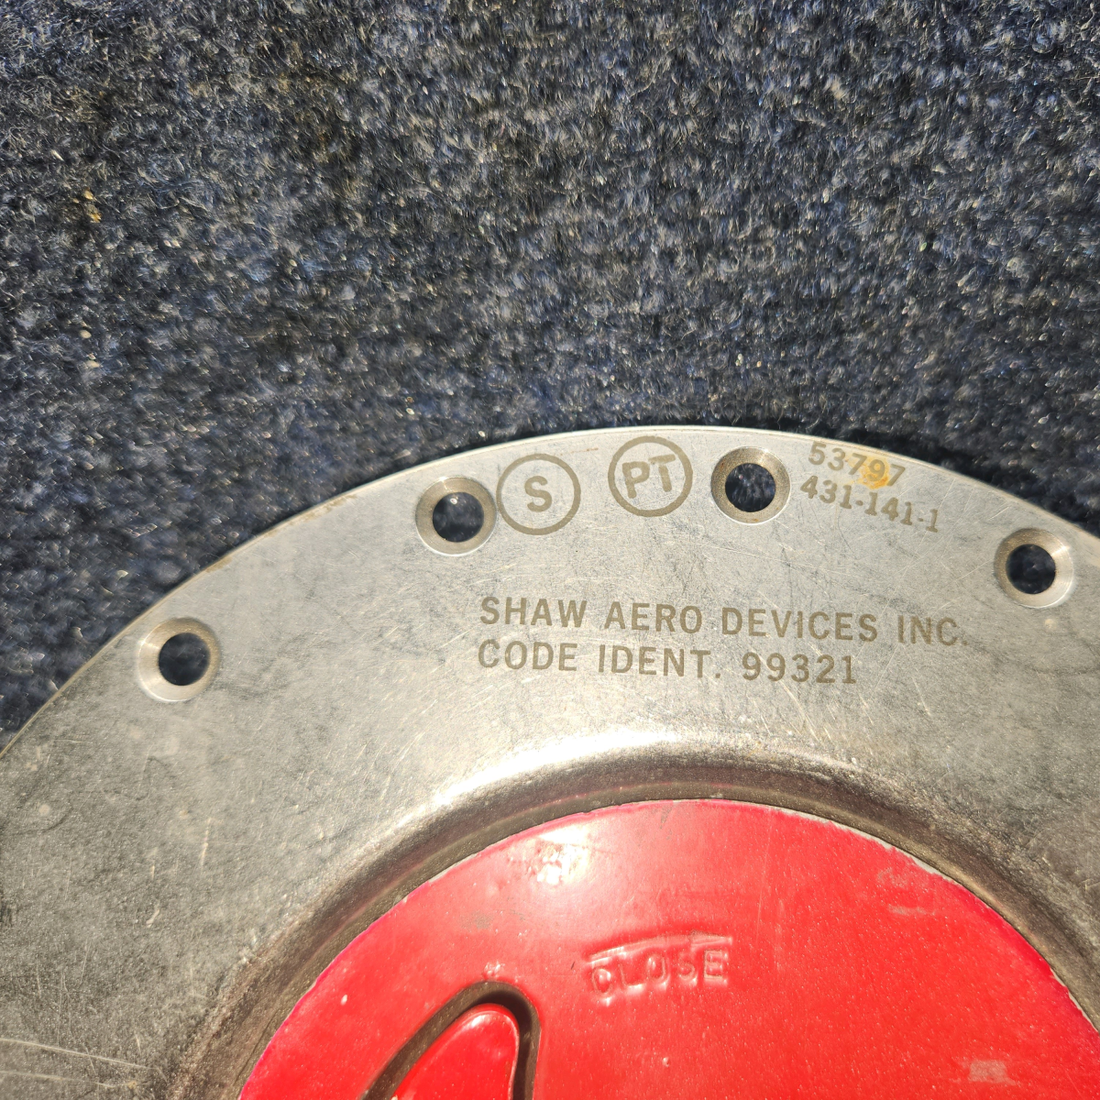 S
PT
53797
431-141-1
SHAW AERO DEVICES INC.
CODE IDENT. 99321
CLOSE